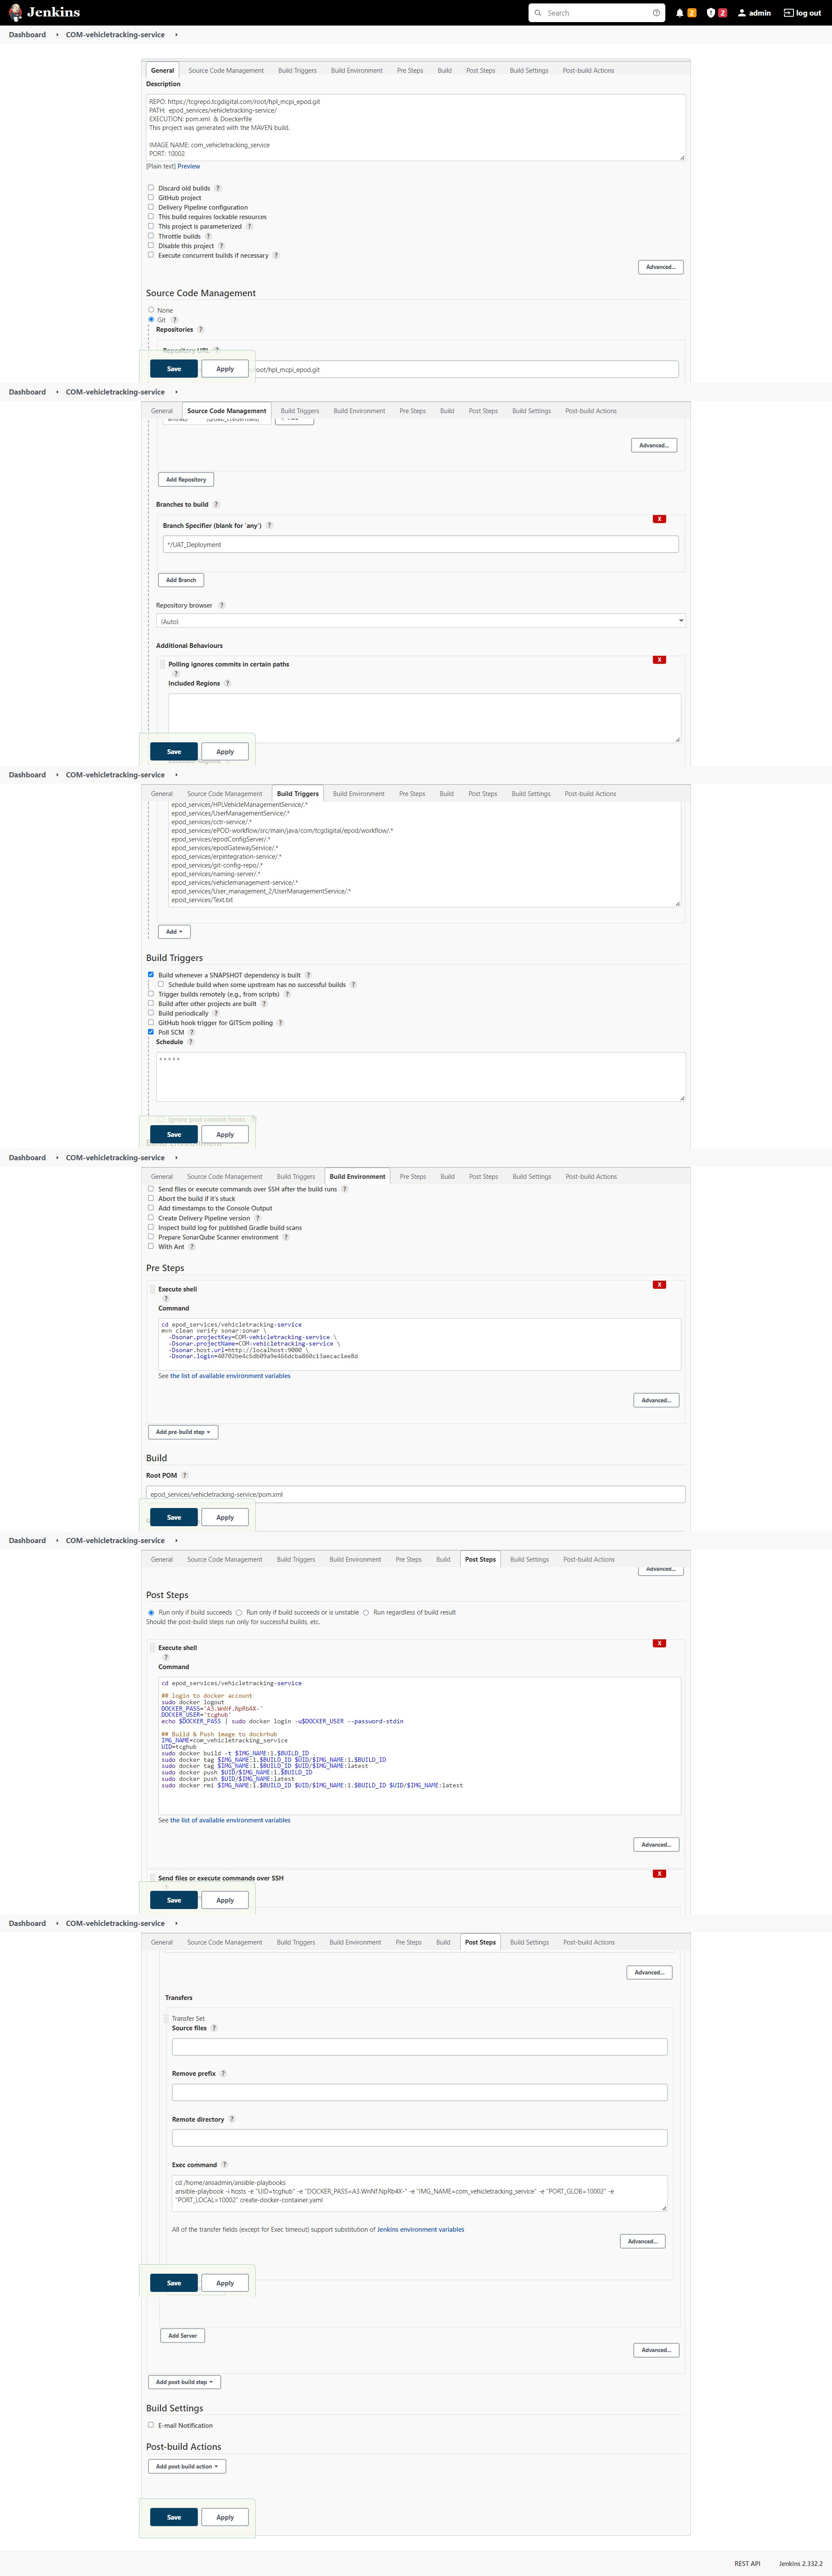 Jenkins
Search
2
2
admin
log out
Dashboard
COM-vehicletracking-service
General
Source Code Management
Build Triggers
Build Environment
Pre Steps
Build
Post Steps
Build Settings
Post-build Actions
Description
REPO: https://tcgrepo.tcgdigital.com/root/hpl_mcpi_epod.git
PATH: epod_services/vehicletracking-service/
EXECUTION: pom.xml & Doeckerfile
This project was generated with the MAVEN build.
IMAGE NAME: com_vehicletracking_service
PORT: 10002
[Plain text] Preview
Discard old builds ?
GitHub project
Delivery Pipeline configuration
This build requires lockable resources
This project is parameterized ?
Throttle builds ?
Disable this project ?
Execute concurrent builds if necessary ?
Advanced...
Source Code Management
None
Git ?
Repositories ?
Repository URL ?
/root/hpl_mcpi_epod.git
Save
Apply
Dashboard
COM-vehicletracking-service
General
Source Code Management
Build Triggers
Build Environment
Pre Steps
Build
Post Steps
Build Settings
Post-build Actions
Advanced...
Add Repository
Branches to build ?
X
Branch Specifier (blank for 'any') ?
*/UAT_Deployment
Add Branch
Repository browser ?
(Auto)
Additional Behaviours
X
Polling ignores commits in certain paths
?
Included Regions ?
Save
Apply
Excluded Regions ?
Dashboard
COM-vehicletracking-service
General
Source Code Management
Build Triggers
Build Environment
Pre Steps
Build
Post Steps
Build Settings
Post-build Actions
epod_services/HPLVehicleManagementService/.*
epod_services/UserManagementService/.*
epod_services/cctr-service/.*
epod_services/ePOD-workflow/src/main/java/com/tcgdigital/epod/workflow/.*
epod_services/epodConfigServer/.*
epod_services/epodGatewayService/.*
epod_services/erpintegration-service/.*
epod_services/git-config-repo/.*
epod_services/naming-server/.*
epod_services/vehiclemanagement-service/.*
epod_services/User_management_2/UserManagementService/.*
epod_services/Text.txt
Add
Build Triggers
Build whenever a SNAPSHOT dependency is built ?
Schedule build when some upstream has no successful builds ?
Trigger builds remotely (e.g., from scripts) ?
Build after other projects are built ?
Build periodically ?
GitHub hook trigger for GITScm polling ?
Poll SCM ?
Schedule ?
* * * * *
Ignore post-commit hooks ?
Save
Apply
Build Environment
Dashboard
COM-vehicletracking-service
General
Source Code Management
Build Triggers
Build Environment
Pre Steps
Build
Post Steps
Build Settings
Post-build Actions
Send files or execute commands over SSH after the build runs ?
Abort the build if it's stuck
Add timestamps to the Console Output
Create Delivery Pipeline version ?
Inspect build log for published Gradle build scans
Prepare SonarQube Scanner environment ?
With Ant ?
Pre Steps
X
Execute shell
?
Command
cd epod_services/vehicletracking-service
mvn clean verify sonar:sonar \
-Dsonar.projectKey=COM-vehicletracking-service \
-Dsonar.projectName=COM-vehicletracking-service \
-Dsonar.host.url=http://localhost:9000 \
-Dsonar.login=40702be4c6db09a9e466dcba860c13aecac1ee8d
See the list of available environment variables
Advanced...
Add pre-build step
Build
Root POM ?
epod_services/vehicletracking-service/pom.xml
Save
Apply
Dashboard
COM-vehicletracking-service
General
Source Code Management
Build Triggers
Build Environment
Pre Steps
Build
Post Steps
Build Settings
Post-build Actions
Advanced...
Post Steps
Run only if build succeeds
Run only if build succeeds or is unstable
Run regardless of build result
Should the post-build steps run only for successful builds, etc.
X
Execute shell
?
Command
cd epod_services/vehicletracking-service
## login to docker account
sudo docker logout
DOCKER_PASS='A3.WnNf.NpRb4X-'
DOCKER_USER='tcghub'
echo $DOCKER_PASS | sudo docker login -u$DOCKER_USER --password-stdin
## Build & Push image to dockrhub
IMG_NAME=com_vehicletracking_service
UID=tcghub
sudo docker build -t $IMG_NAME:1.$BUILD_ID .
sudo docker tag $IMG_NAME:1.$BUILD_ID $UID/$IMG_NAME:1.$BUILD_ID
sudo docker tag $IMG_NAME:1.$BUILD_ID $UID/$IMG_NAME:latest
sudo docker push $UID/$IMG_NAME:1.$BUILD_ID
sudo docker push $UID/$IMG_NAME:latest
sudo docker rmi $IMG_NAME:1.$BUILD_ID $UID/$IMG_NAME:1.$BUILD_ID $UID/$IMG_NAME:latest
See the list of available environment variables
Advanced...
X
Send files or execute commands over SSH
Save
Apply
Dashboard
COM-vehicletracking-service
General
Source Code Management
Build Triggers
Build Environment
Pre Steps
Build
Post Steps
Build Settings
Post-build Actions
Advanced...
Transfers
Transfer Set
Source files ?
Remove prefix ?
Remote directory ?
Exec command ?
cd /home/ansadmin/ansible-playbooks
ansible-playbook -i hosts -e "UID=tcghub" -e "DOCKER_PASS=A3.WnNf.NpRb4X-" -e "IMG_NAME=com_vehicletracking_service" -e "PORT_GLOB=10002" -e
"PORT_LOCAL=10002" create-docker-container.yaml
All of the transfer fields (except for Exec timeout) support substitution of Jenkins environment variables
Advanced...
Save
Apply
Add Server
Advanced...
Add post-build step
Build Settings
E-mail Notification
Post-build Actions
Add post-build action
Save
Apply
REST API
Jenkins 2.332.2